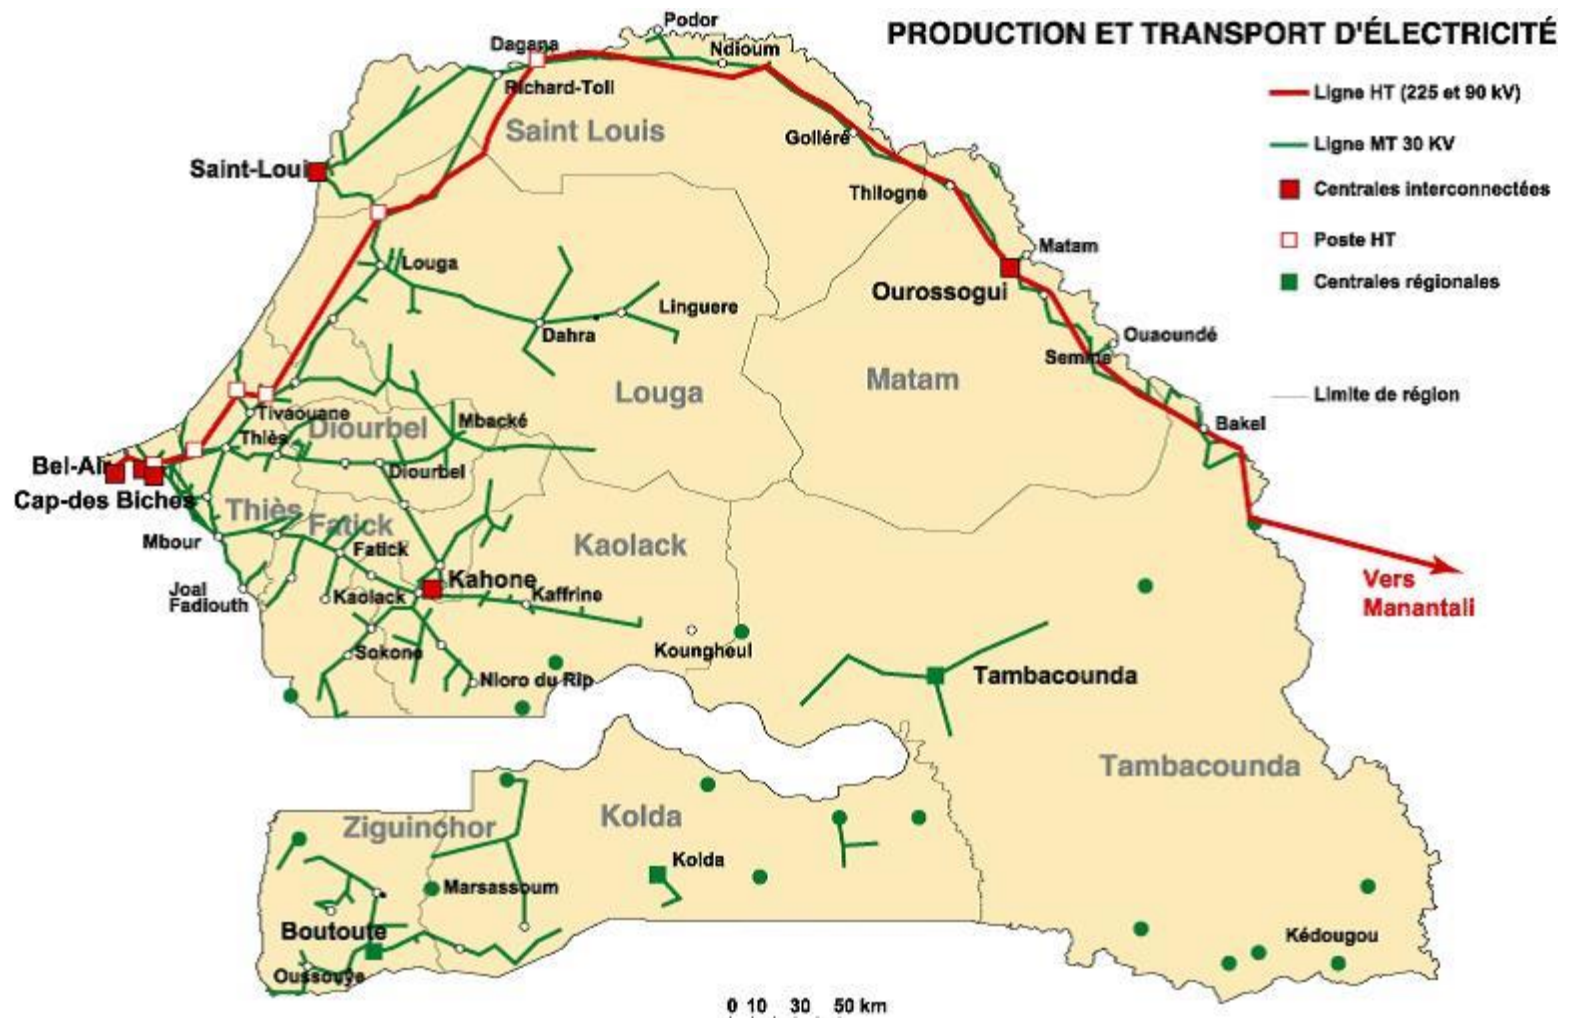 PRODUCTION ET TRANSPORT D'ÉLECTRICITÉ
Ligne HT (225 et 90 kV)
Ligne MT 30 KV
Centrales interconnectées
Poste HT
Centrales régionales
Limite de région
Podor
Dagana
Ndioum
Richard-Toll
Saint Louis
Golléré
Saint-Loui
Thilogne
Matam
Louga
Ourossogui
Linguere
Dahra
Ouaoundé
Semme
Matam
Louga
Tivaouane
Mbacké
Bakel
Diourbel
Thiès
Bel-Air
Diourbel
Cap-des Biches
Thiès
Fatick
Mbour
Fatick
Kaolack
Vers
Manantali
Kahone
Joal
Fadiouth
Kaolack
Kaffrine
Sokone
Koungheul
Nioro du Rip
Tambacounda
Tambacounda
Ziguinchor
Kolda
Kolda
Marsassoum
Boutoute
Kédougou
Oussouye
0 10 30 50 km